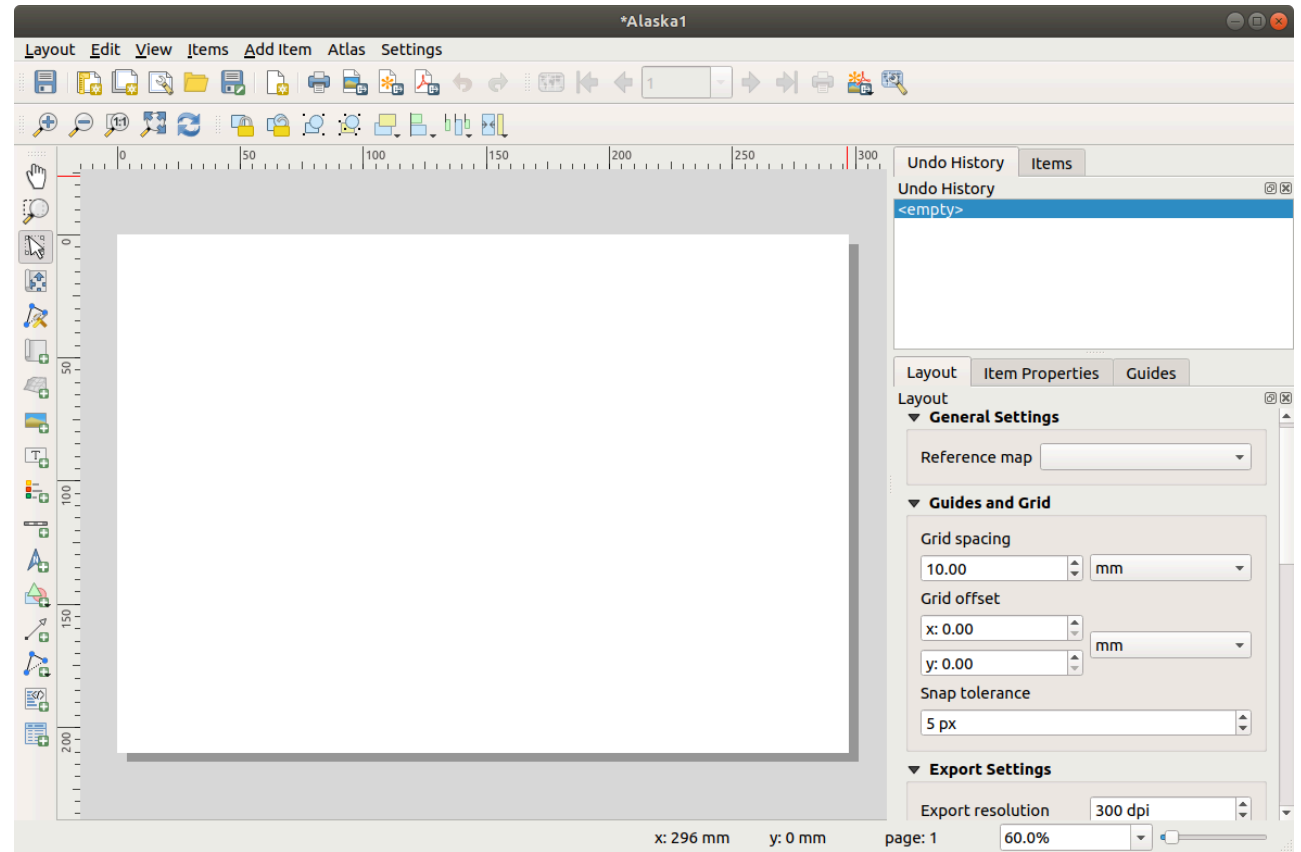 *Alaska1
Layout Edit View Items Add Item Atlas Settings
1
1:1
0 50 100 150 200 250 300
0
50
100
150
200
Undo History Items
Undo History
<empty>
Layout Item Properties Guides
Layout
General Settings
Reference map
Guides and Grid
Grid spacing
10.00 mm
Grid offset
x: 0.00
mm
y: 0.00
Snap tolerance
5 px
Export Settings
Export resolution 300 dpi
x: 296 mm y: 0 mm page: 1 60.0%